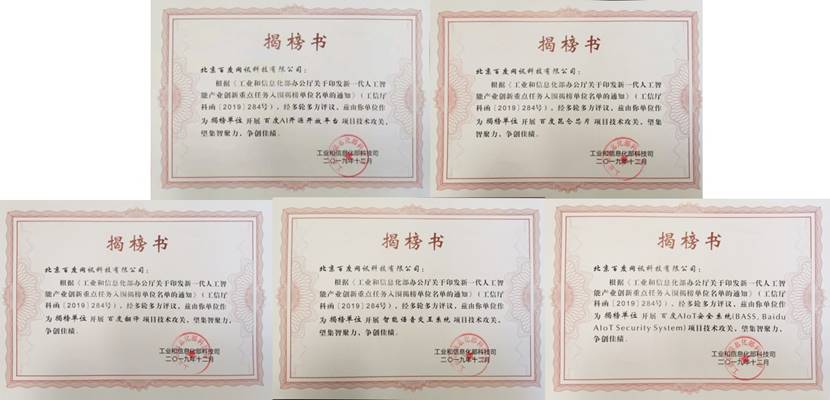 揭榜书
北京百度网讯科技有限公司：
根据《工业和信息化部办公厅关于印发新一代人工智
能产业创新重点任务入围揭榜单位名单的通知》（工信厅
科函〔2019〕284号），经多轮多方评议，兹由你单位作
为 揭榜单位 开展 百度AI开源开放平台 项目技术攻关，
望集智聚力，争创佳绩。
工业和信息化部科技司
二〇一九年十二月
揭榜书
北京百度网讯科技有限公司：
根据《工业和信息化部办公厅关于印发新一代人工智
能产业创新重点任务入围揭榜单位名单的通知》（工信厅
科函〔2019〕284号），经多轮多方评议，兹由你单位作
为 揭榜单位 开展 百度昆仑芯片 项目技术攻关，望集智聚
力，争创佳绩。
工业和信息化部科技司
二〇一九年十二月
揭榜书
北京百度网讯科技有限公司：
根据《工业和信息化部办公厅关于印发新一代人工智
能产业创新重点任务入围揭榜单位名单的通知》（工信厅
科函〔2019〕284号），经多轮多方评议，兹由你单位作
为 揭榜单位 开展 百度翻译 项目技术攻关，望集智聚力，
争创佳绩。
工业和信息化部科技司
二〇一九年十二月
揭榜书
北京百度网讯科技有限公司：
根据《工业和信息化部办公厅关于印发新一代人工智
能产业创新重点任务入围揭榜单位名单的通知》（工信厅
科函〔2019〕284号），经多轮多方评议，兹由你单位作
为 揭榜单位 开展 智能语音交互系统 项目技术攻关，望集
智聚力，争创佳绩。
工业和信息化部科技司
二〇一九年十二月
揭榜书
北京百度网讯科技有限公司：
根据《工业和信息化部办公厅关于印发新一代人工智
能产业创新重点任务入围揭榜单位名单的通知》（工信厅
科函〔2019〕284号），经多轮多方评议，兹由你单位作
为 揭榜单位 开展 百度AIoT安全系统(BASS, Baidu
AIoT Security System) 项目技术攻关，望集智聚力，
争创佳绩。
工业和信息化部科技司
二〇一九年十二月